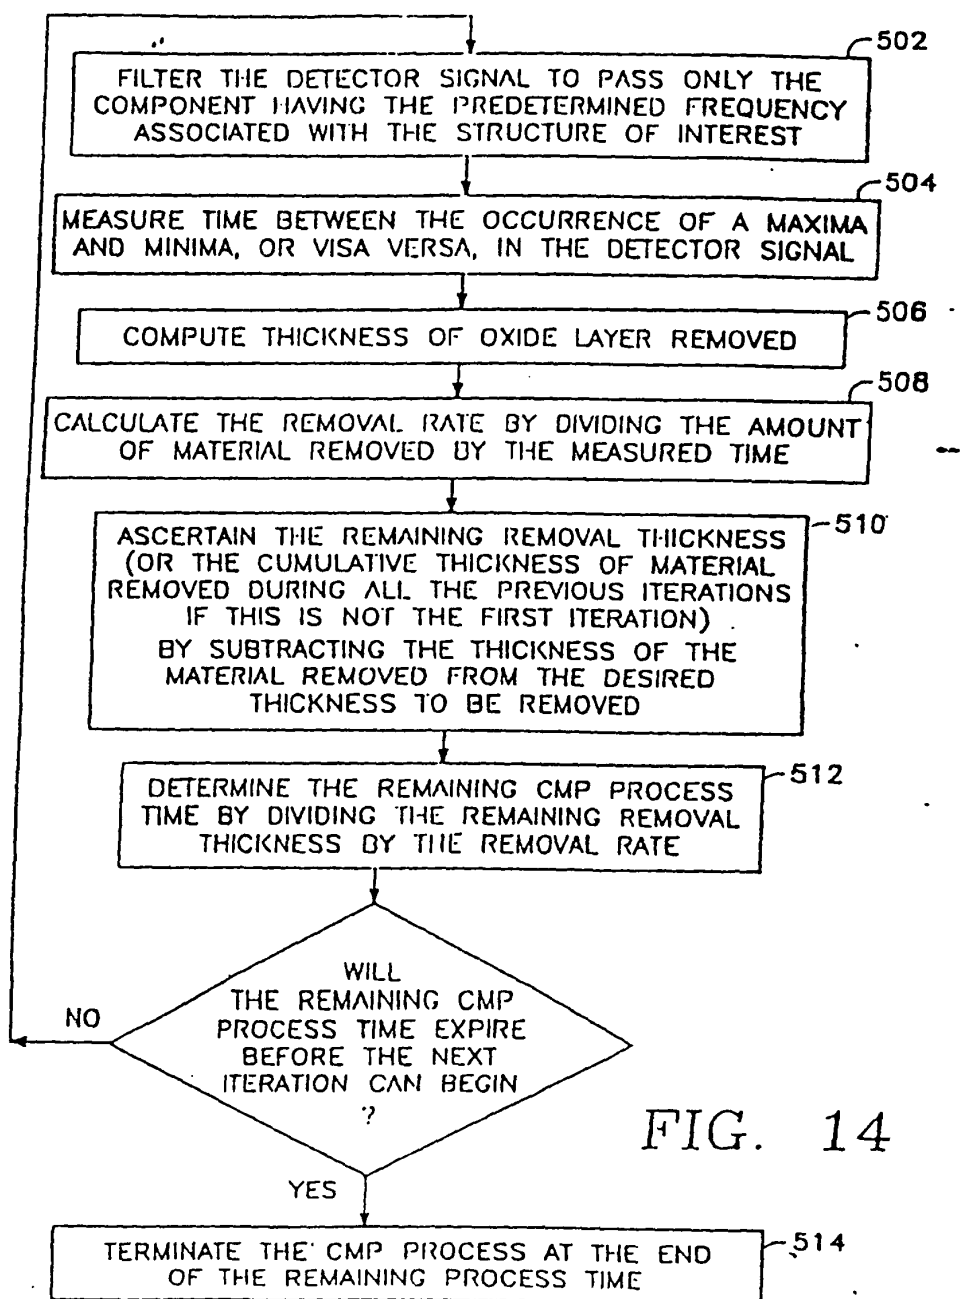 502
FILTER THE DETECTOR SIGNAL TO PASS ONLY THE
COMPONENT HAVING THE PREDETERMINED FREQUENCY
ASSOCIATED WITH THE STRUCTURE OF INTEREST
504
MEASURE TIME BETWEEN THE OCCURRENCE OF A MAXIMA
AND MINIMA, OR VISA VERSA, IN THE DETECTOR SIGNAL
506
COMPUTE THICKNESS OF OXIDE LAYER REMOVED
508
CALCULATE THE REMOVAL RATE BY DIVIDING THE AMOUNT
OF MATERIAL REMOVED BY THE MEASURED TIME
510
ASCERTAIN THE REMAINING REMOVAL THICKNESS
(OR THE CUMULATIVE THICKNESS OF MATERIAL
REMOVED DURING ALL THE PREVIOUS ITERATIONS
IF THIS IS NOT THE FIRST ITERATION)
BY SUBTRACTING THE THICKNESS OF THE
MATERIAL REMOVED FROM THE DESIRED
THICKNESS TO BE REMOVED
512
DETERMINE THE REMAINING CMP PROCESS
TIME BY DIVIDING THE REMAINING REMOVAL
THICKNESS BY THE REMOVAL RATE
WILL
THE REMAINING CMP
PROCESS TIME EXPIRE
BEFORE THE NEXT
ITERATION CAN BEGIN
?
NO
YES
FIG. 14
514
TERMINATE THE CMP PROCESS AT THE END
OF THE REMAINING PROCESS TIME